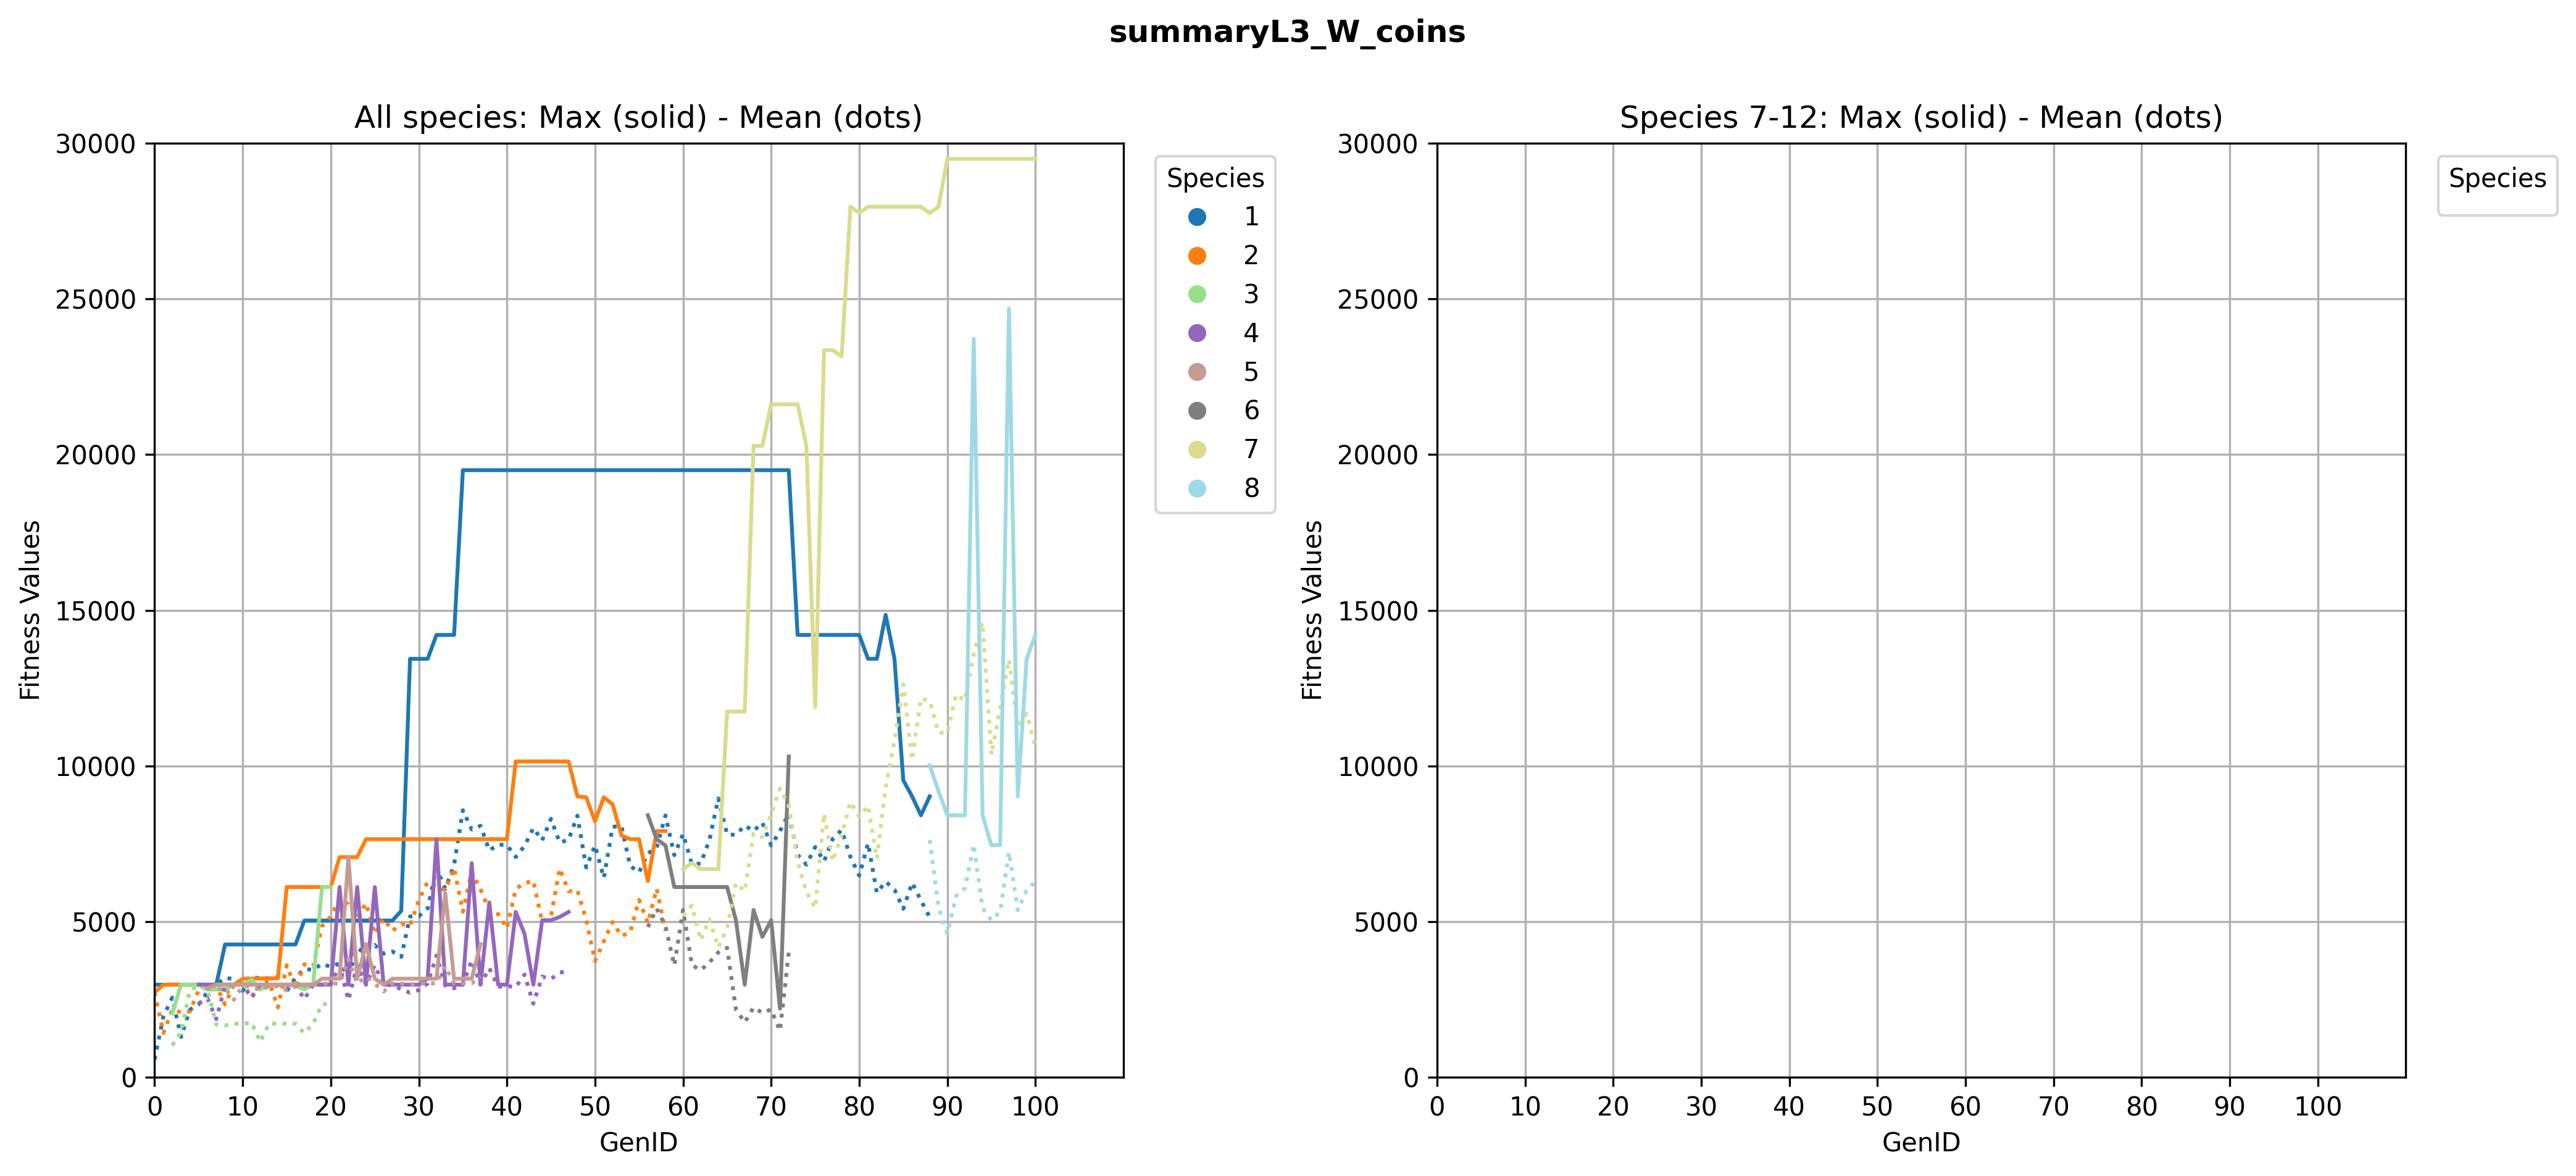 summaryL3_W_coins
All species: Max (solid) - Mean (dots)
30000
25000
20000
15000
10000
5000
0
Fitness Values
0 10 20 30 40 50 60 70 80 90 100
GenID
Species
1
2
3
4
5
6
7
8
Species 7-12: Max (solid) - Mean (dots)
30000
25000
20000
15000
10000
5000
0
Fitness Values
0 10 20 30 40 50 60 70 80 90 100
GenID
Species